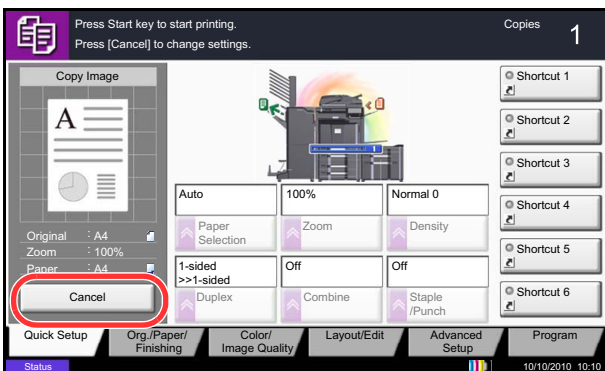 Press Start key to start printing.
Press [Cancel] to change settings.
Copies
1
Copy Image
A
Original : A4
Zoom : 100%
Paper : A4
Cancel
1
Auto
Paper
Selection
100%
Zoom
Normal 0
Density
1-sided
>>1-sided
Duplex
Off
Combine
Off
Staple
/Punch
Shortcut 1
Shortcut 2
Shortcut 3
Shortcut 4
Shortcut 5
Shortcut 6
Quick Setup
Org./Paper/
Finishing
Color/
Image Quality
Layout/Edit
Advanced
Setup
Program
Status
10/10/2010 10:10